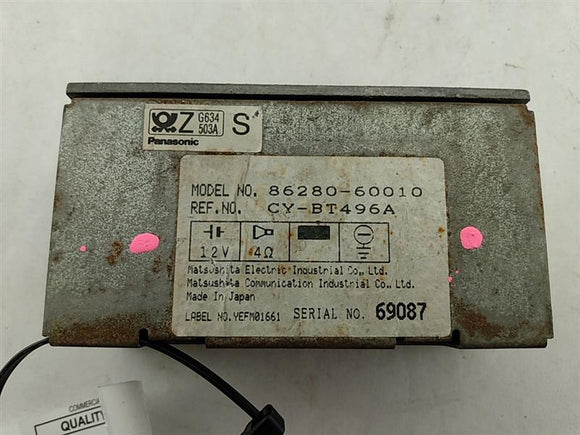 Z G634 S
503A
Panasonic
MODEL NO. 86280-60010
REF.NO. CY-BT496A
12V 4Ω
Matsushita Electric Industrial Co., Ltd.
Matsushita Communication Industrial Co., Ltd.
Made In Japan
LABEL NO. YEFM01661 SERIAL NO. 69087
COMMERCIA
QUALITY